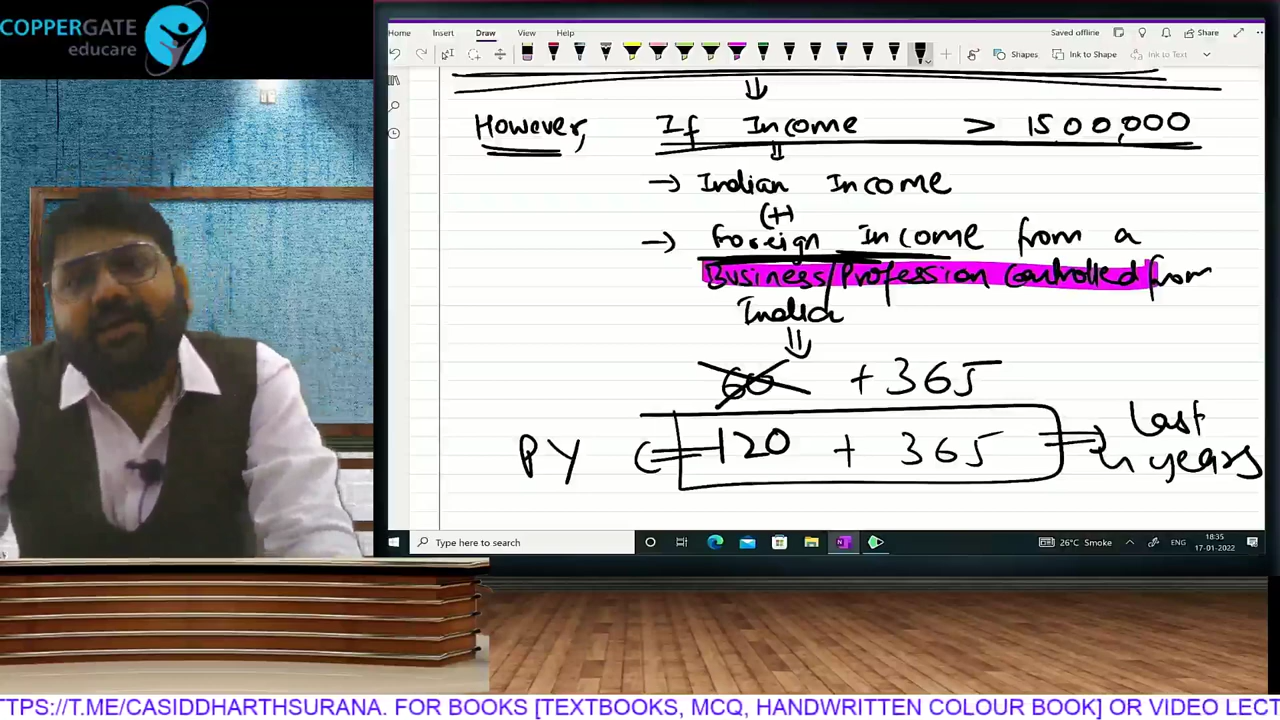 COPPERGATE
educare
Home Insert Draw View Help
Saved offline
Share
Shapes
Ink to Shape
Ink to Text
However, If Income > 1500,000
→ Indian Income
(+)
→ Foreign Income from a
Business/Profession controlled from
India
60 + 365
PY 120 + 365 last
4 years
Type here to search
26°C Smoke
ENG
18:35
17-01-2022
HTTPS://T.ME/CASIDDHARTHSURANA. FOR BOOKS [TEXTBOOKS, MCQ, HANDWRITTEN COLOUR BOOK] OR VIDEO LECT